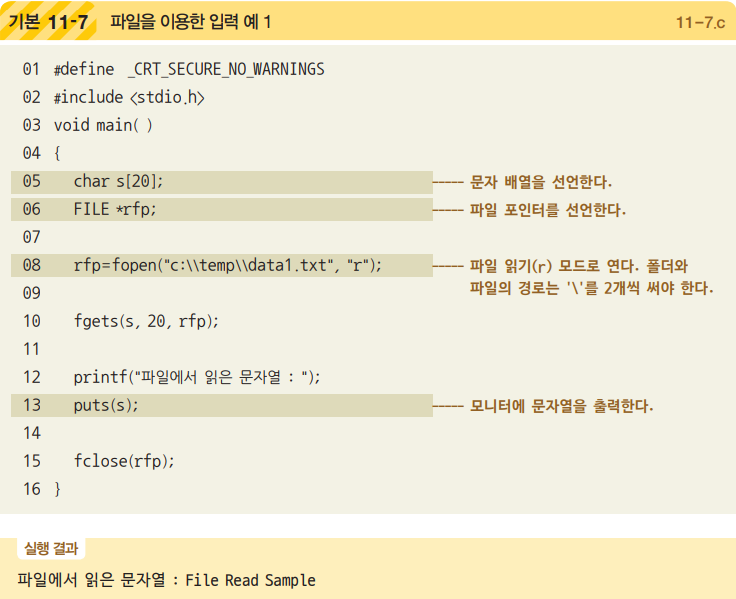 기본 11-7 파일을 이용한 입력 예 1 11-7.c
01 #define _CRT_SECURE_NO_WARNINGS
02 #include <stdio.h>
03 void main( )
04 {
05 char s[20]; ----- 문자 배열을 선언한다.
06 FILE *rfp; ----- 파일 포인터를 선언한다.
07
08 rfp=fopen("c:\\temp\\data1.txt", "r"); ----- 파일 읽기(r) 모드로 연다. 폴더와
09 파일의 경로는 '\'를 2개씩 써야 한다.
10 fgets(s, 20, rfp);
11
12 printf("파일에서 읽은 문자열 : ");
13 puts(s); ----- 모니터에 문자열을 출력한다.
14
15 fclose(rfp);
16 }
실행 결과
파일에서 읽은 문자열 : File Read Sample